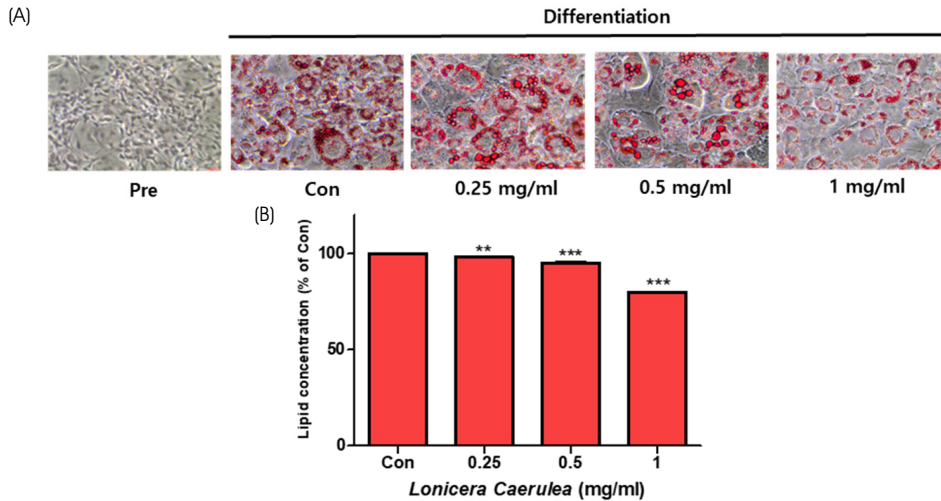 (A)
Differentiation
Pre
Con
0.25 mg/ml
0.5 mg/ml
1 mg/ml
(B)
Lipid concentration (% of Con)
100
50
0
**
***
***
Con
0.25
0.5
1
Lonicera Caerulea (mg/ml)